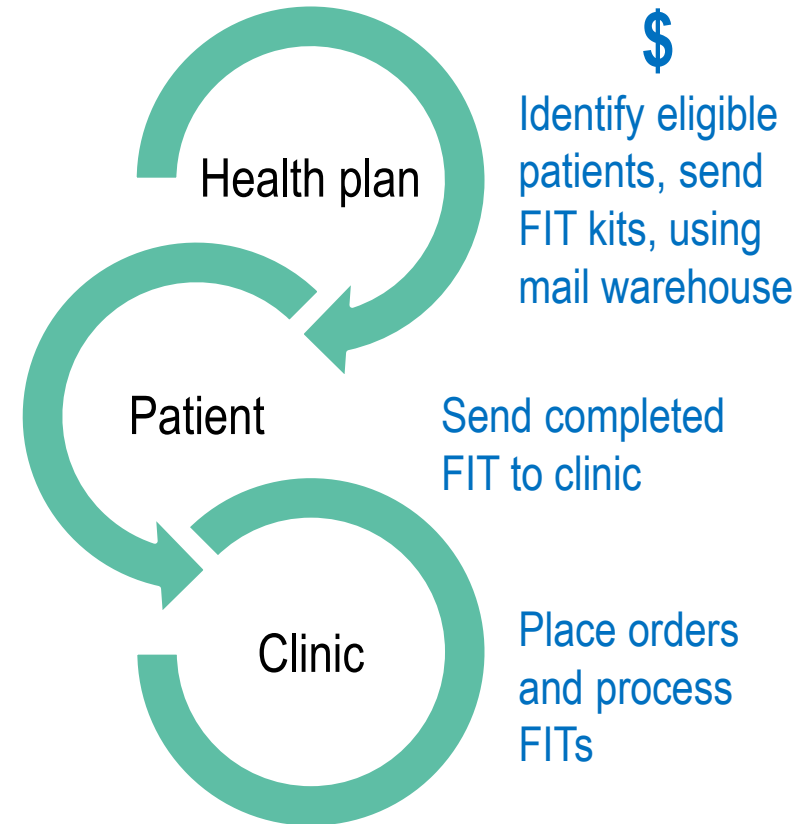 $
Identify eligible
patients, send
FIT kits, using
mail warehouse
Health plan
Patient
Send completed
FIT to clinic
Clinic
Place orders
and process
FITs